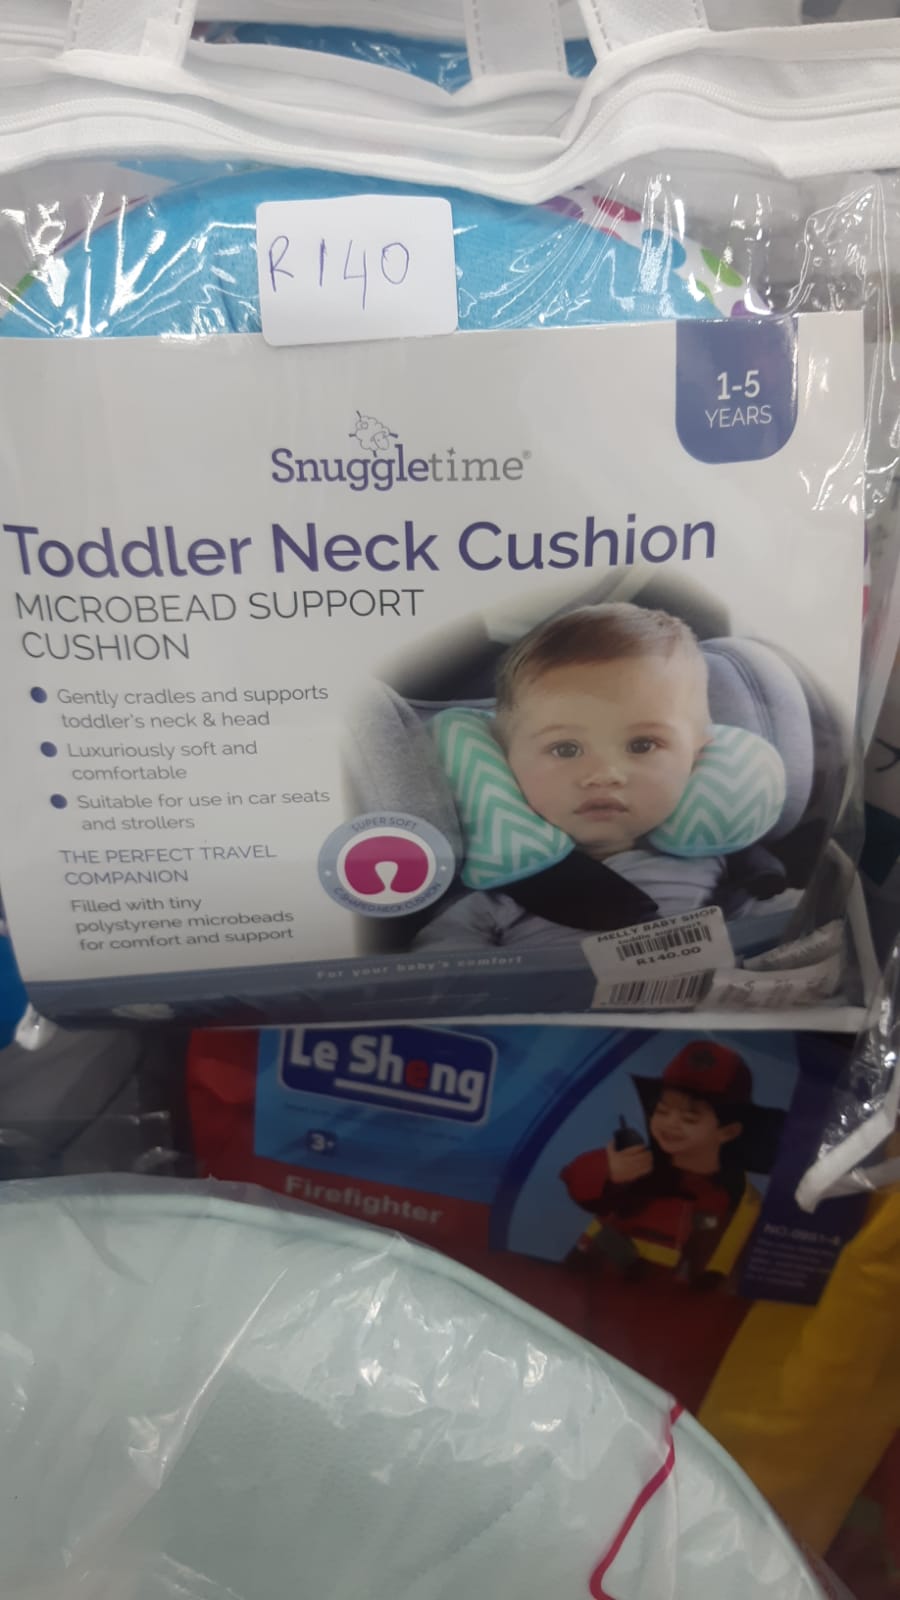 R140
1-5
YEARS
Snuggletime®
Toddler Neck Cushion
MICROBEAD SUPPORT
CUSHION
Gently cradles and supports
toddler's neck & head
Luxuriously soft and
comfortable
Suitable for use in car seats
and strollers
THE PERFECT TRAVEL
COMPANION
Filled with tiny
polystyrene microbeads
for comfort and support
SUPER SOFT
C-SHAPED NECK CUSHION
For your baby's comfort
MELLY BABY SHOP
R140.00
Le Sheng
3+
Firefighter